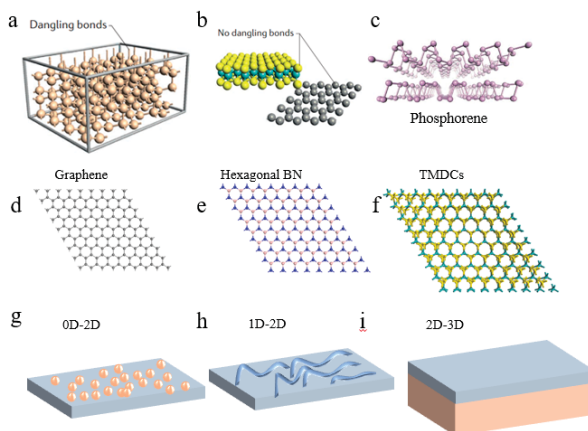 a
Dangling bonds
b
No dangling bonds
c
Phosphorene
Graphene
d
Hexagonal BN
e
TMDCs
f
g
0D-2D
h
1D-2D
i
2D-3D